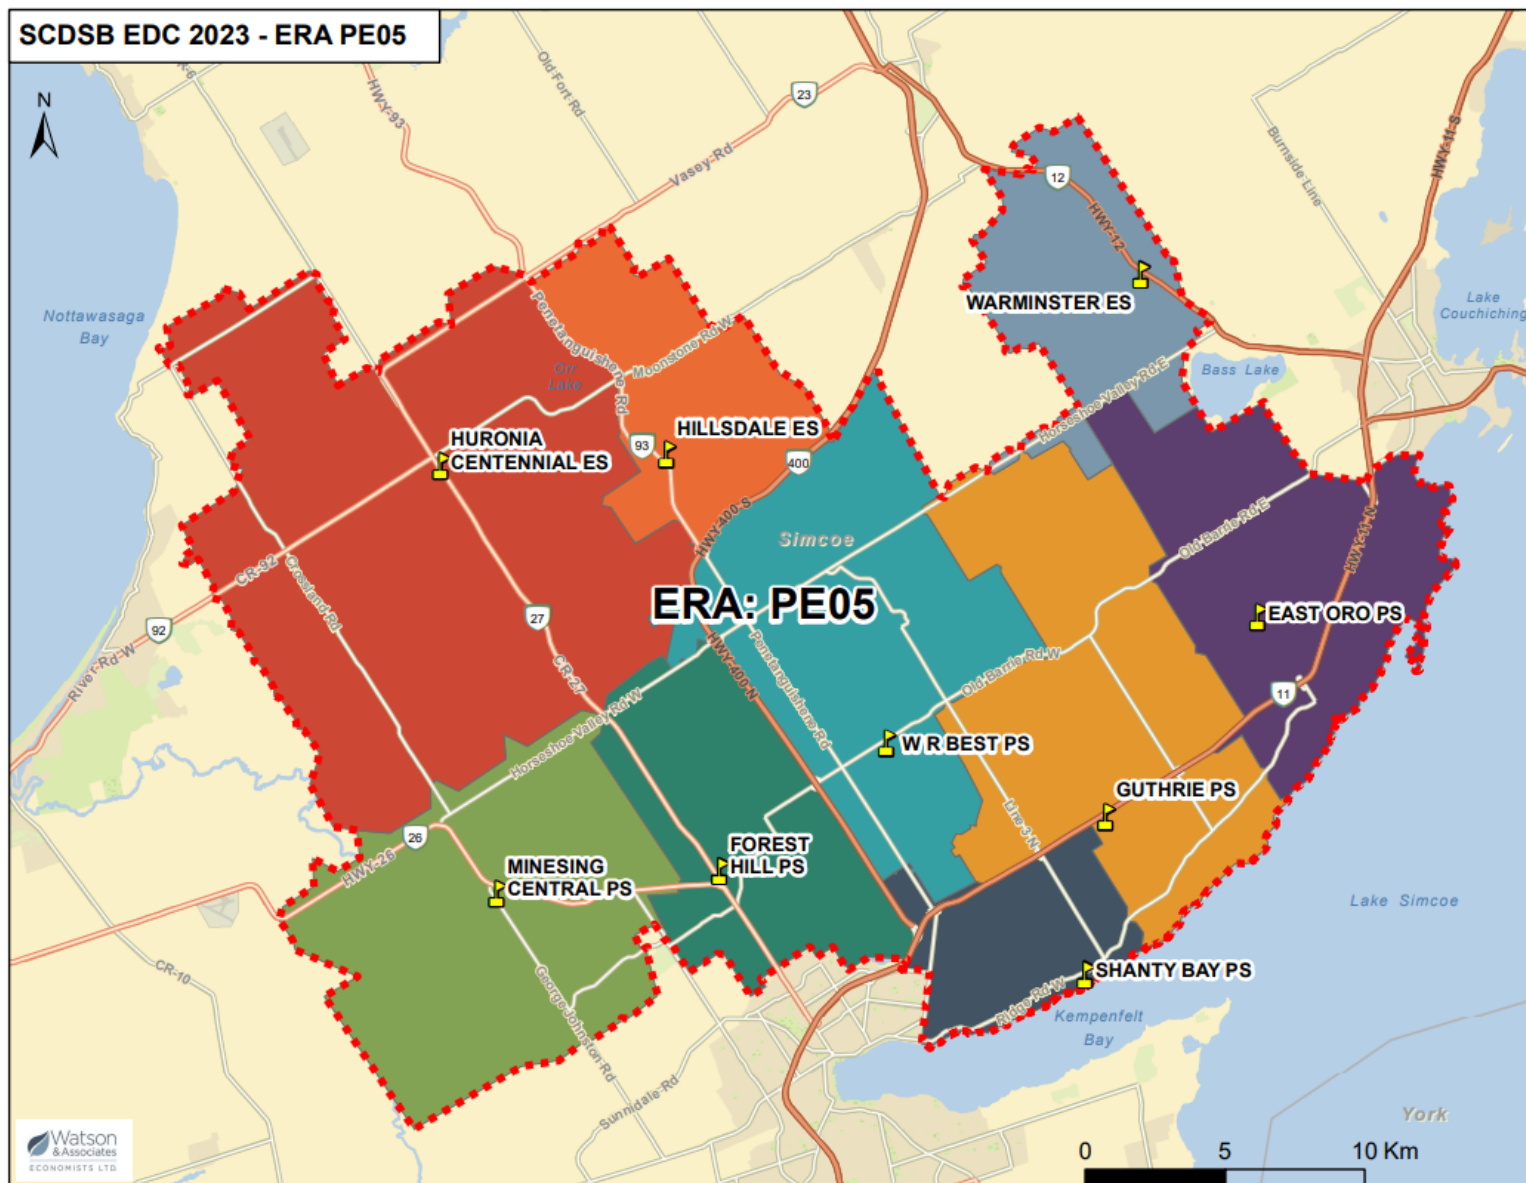 SCDSB EDC 2023 - ERA PE05
N
CR-6
HWY-93
Old Fort Rd
23
Vasey Rd
Burnside Line
HWY-11 S
12
HWY-12
WARMINSTER ES
Nottawasaga
Bay
Lake
Couchiching
Penetanguishene Rd
Orr
Lake
Moonstone Rd W
Bass Lake
Horseshoe Valley Rd E
HURONIA
CENTENNIAL ES
93
HILLSDALE ES
400
HWY-400 S
Simcoe
Old Barrie Rd E
HWY-11 N
CR-92
Crossland Rd
ERA: PE05
27
92
River Rd W
EAST ORO PS
CR-27
HWY-400 N
Penetanguishene Rd
Old Barrie Rd W
11
Horseshoe Valley Rd W
W R BEST PS
GUTHRIE PS
Line 3 N
26
HWY-26
FOREST
HILL PS
MINESING
CENTRAL PS
Lake Simcoe
CR-10
George Johnston Rd
SHANTY BAY PS
Ridge Rd W
Kempenfelt
Bay
Sunnidale Rd
York
Watson
& Associates
ECONOMISTS LTD.
0 5 10 Km